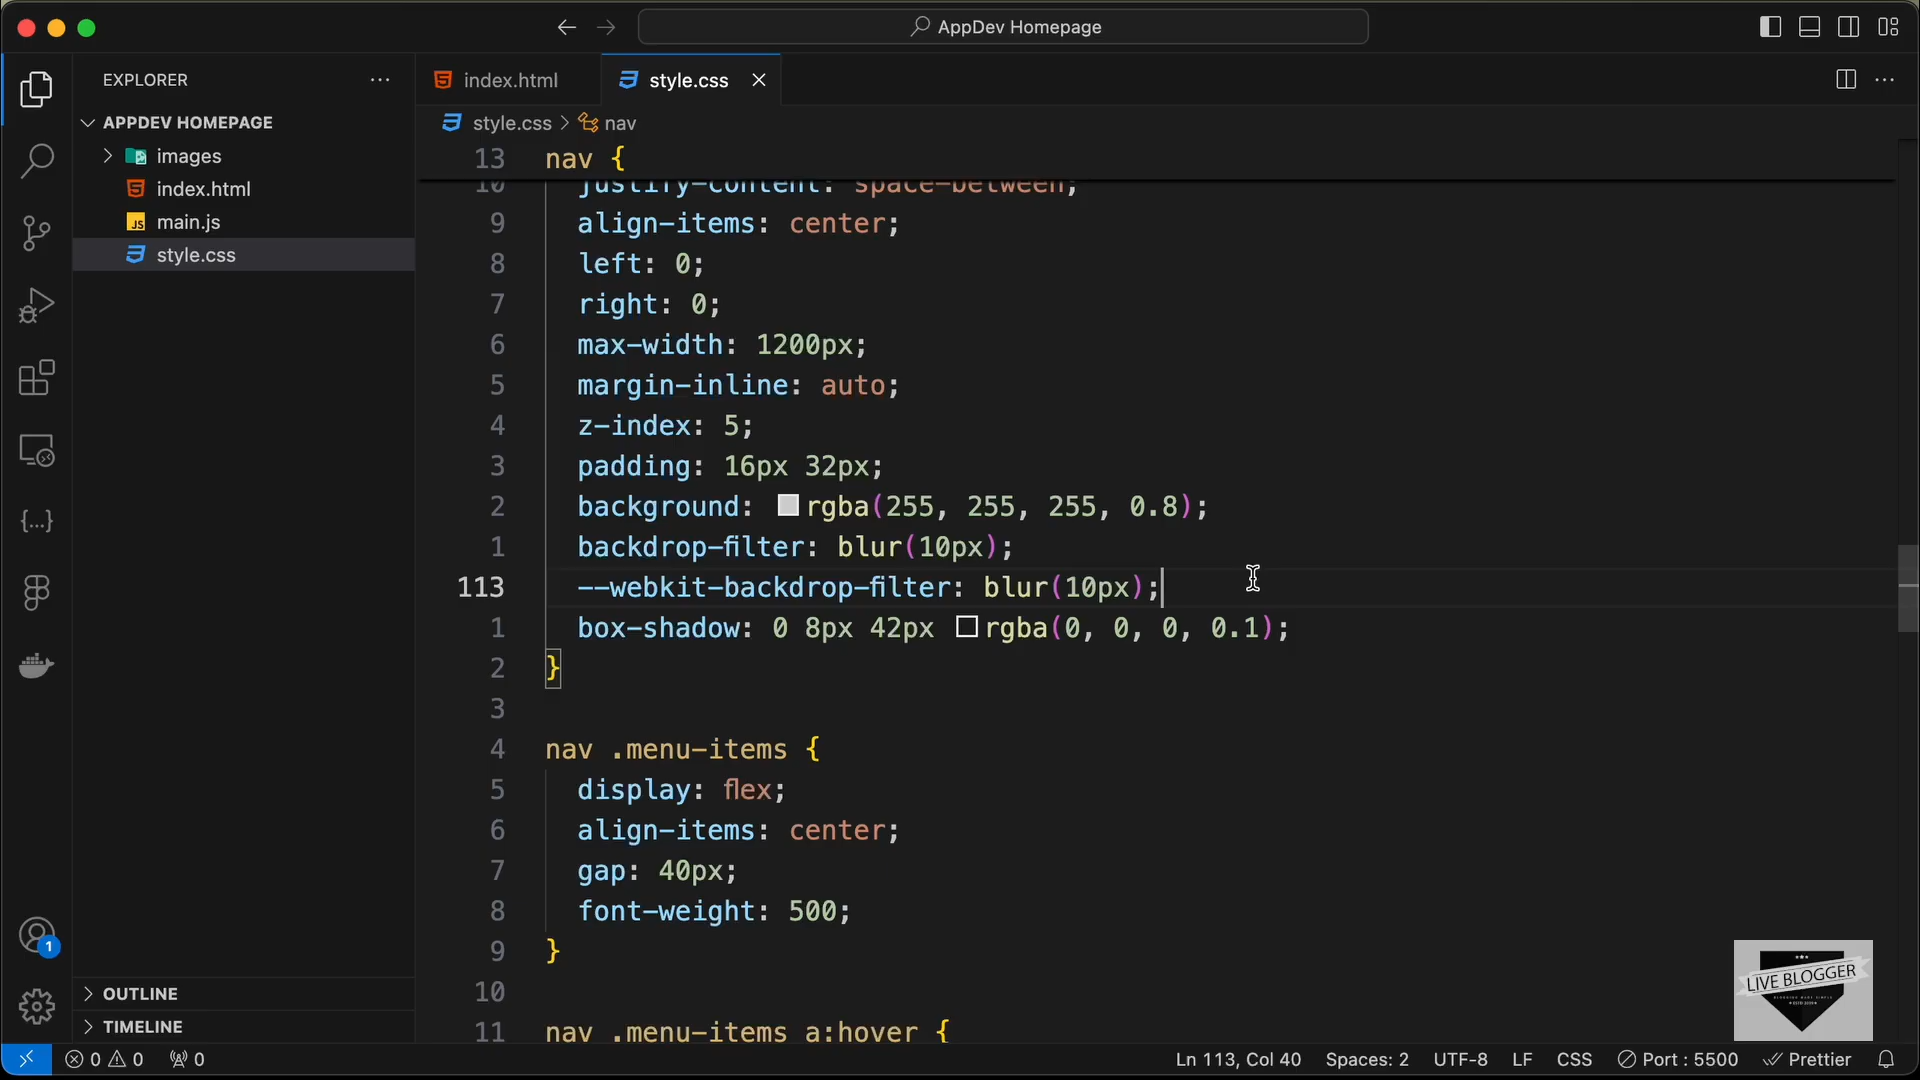 AppDev Homepage
EXPLORER
APPDEV HOMEPAGE
images
index.html
main.js
style.css
index.html
style.css
style.css > nav
13 nav {
10 justify-content: space-between;
9 align-items: center;
8 left: 0;
7 right: 0;
6 max-width: 1200px;
5 margin-inline: auto;
4 z-index: 5;
3 padding: 16px 32px;
2 background: rgba(255, 255, 255, 0.8);
1 backdrop-filter: blur(10px);
113 --webkit-backdrop-filter: blur(10px);
1 box-shadow: 0 8px 42px rgba(0, 0, 0, 0.1);
2 }
3
4 nav .menu-items {
5 display: flex;
6 align-items: center;
7 gap: 40px;
8 font-weight: 500;
9 }
10
11 nav .menu-items a:hover {
1
OUTLINE
TIMELINE
LIVE BLOGGER
0 0 0
Ln 113, Col 40 Spaces: 2 UTF-8 LF CSS Port : 5500 Prettier